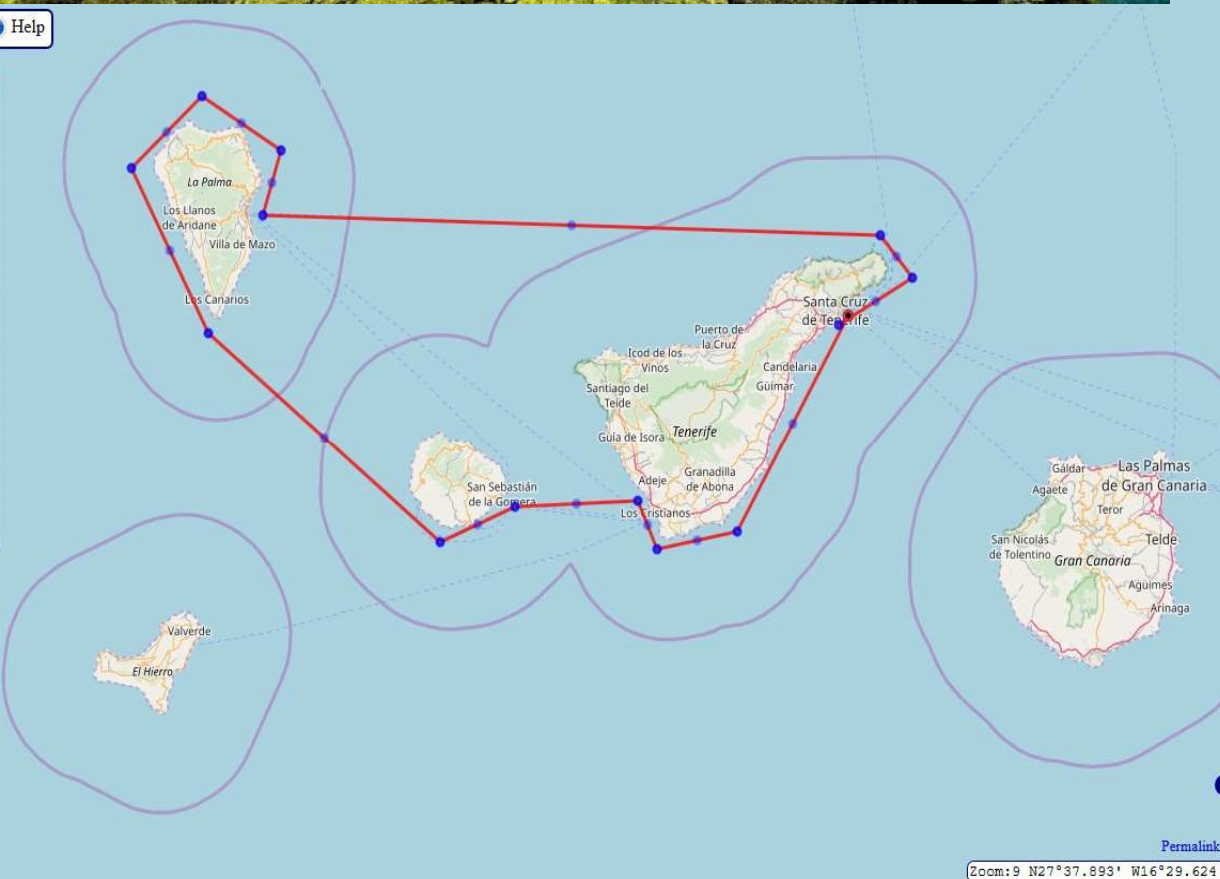 Help
La Palma
Los Llanos
de Aridane
Villa de Mazo
Los Canarios
Santa Cruz
de Tenerife
Puerto de
la Cruz
Icod de los
Vinos
Candelaria
Santiago del
Teide
Güímar
Guía de Isora
Tenerife
Granadilla
de Abona
Adeje
San Sebastián
de la Gomera
Los Cristianos
Gáldar
Las Palmas
de Gran Canaria
Agaete
Teror
San Nicolás
de Tolentino
Telde
Gran Canaria
Agüimes
Arinaga
Valverde
El Hierro
Permalink
Zoom:9 N27°37.893' W16°29.624